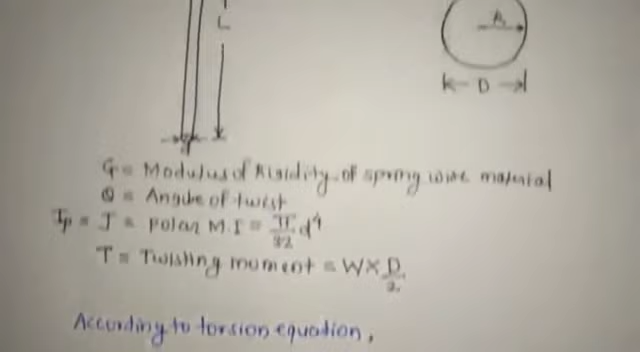 L
R
D
G = Modulus of Rigidity of spring wire material
θ = Angle of twist
Ip = J = polar M.I = π/32 d⁴
T = Twisting moment = W × D/2
According to torsion equation,